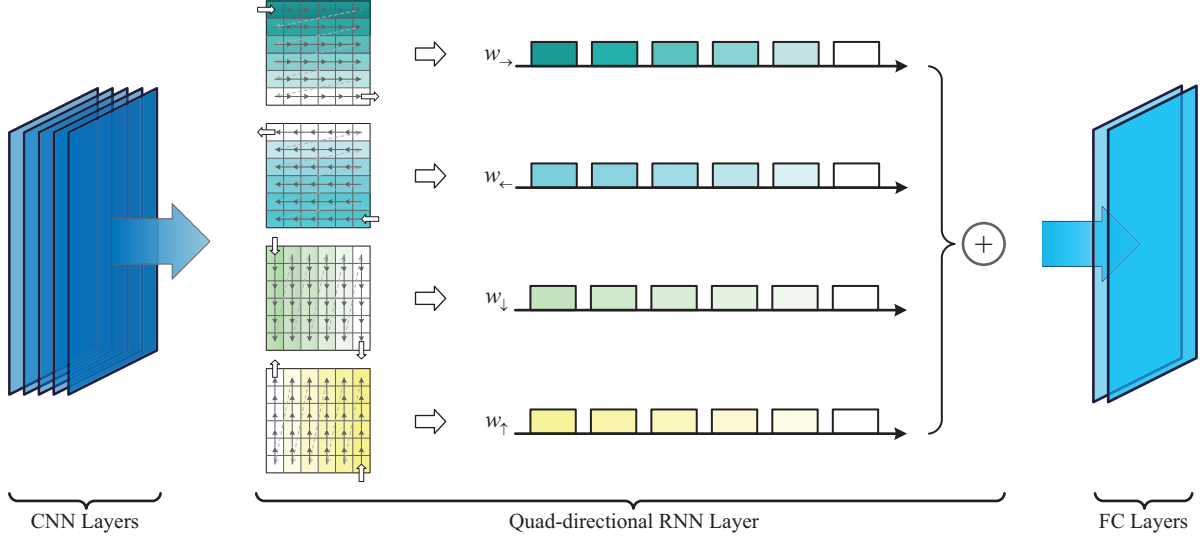 w→
w←
w↓
w↑
+
CNN Layers
Quad-directional RNN Layer
FC Layers